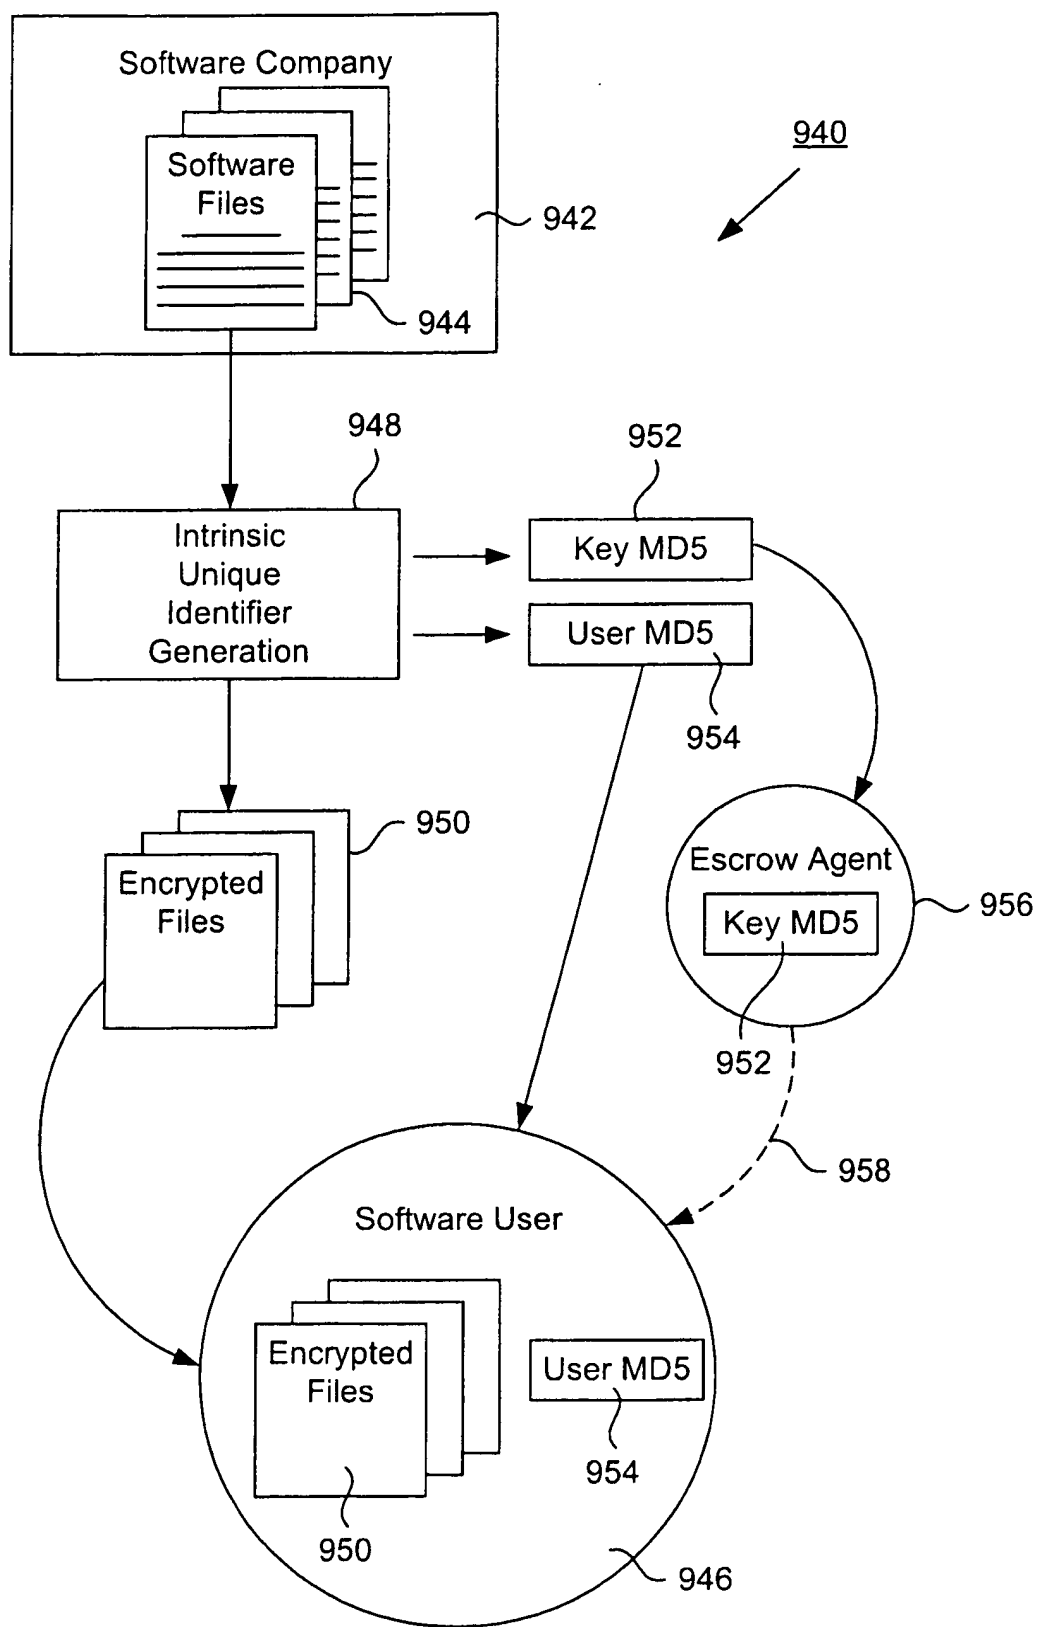 Software Company
940
Software
Files
942
944
948
952
Intrinsic
Unique
Identifier
Generation
Key MD5
User MD5
954
950
Encrypted
Files
Escrow Agent
Key MD5
956
952
958
Software User
Encrypted
Files
User MD5
954
950
946